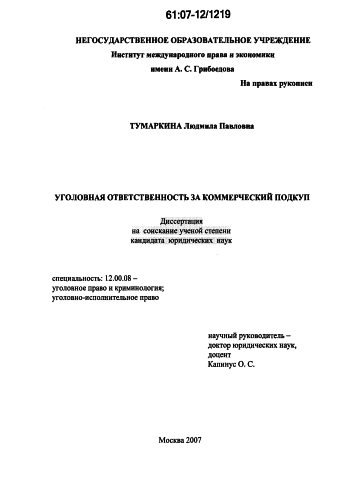 61:07-12/1219
НЕГОСУДАРСТВЕННОЕ ОБРАЗОВАТЕЛЬНОЕ УЧРЕЖДЕНИЕ
Институт международного права и экономики
имени А. С. Грибоедова
На правах рукописи
ТУМАРКИНА Людмила Павловна
УГОЛОВНАЯ ОТВЕТСТВЕННОСТЬ ЗА КОММЕРЧЕСКИЙ ПОДКУП
Диссертация
на соискание ученой степени
кандидата юридических наук
специальность: 12.00.08 –
уголовное право и криминология;
уголовно-исполнительное право
научный руководитель –
доктор юридических наук,
доцент
Капинус О. С.
Москва 2007